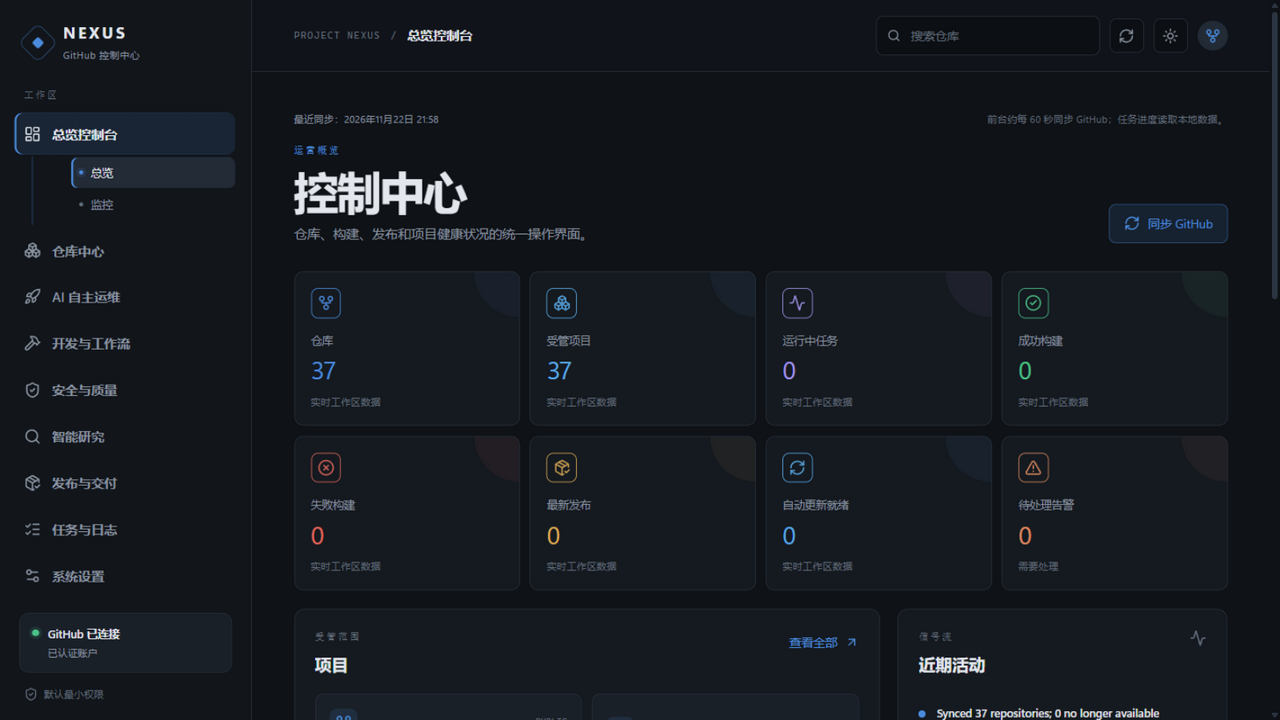 NEXUS
GitHub 控制中心
工作区
总览控制台
总览
监控
仓库中心
AI 自主运维
开发与工作流
安全与质量
智能研究
发布与交付
任务与日志
系统设置
GitHub 已连接
已认证账户
默认最小权限
PROJECT NEXUS / 总览控制台
搜索仓库
最近同步：2026年11月22日 21:58
前台约每 60 秒同步 GitHub；任务进度读取本地数据。
运营概览
控制中心
仓库、构建、发布和项目健康状况的统一操作界面。
同步 GitHub
仓库
37
实时工作区数据
受管项目
37
实时工作区数据
运行中任务
0
实时工作区数据
成功构建
0
实时工作区数据
失败构建
0
实时工作区数据
最新发布
0
实时工作区数据
自动更新就绪
0
实时工作区数据
待处理告警
0
需要处理
受管范围
项目
查看全部
信号流
近期活动
Synced 37 repositories; 0 no longer available